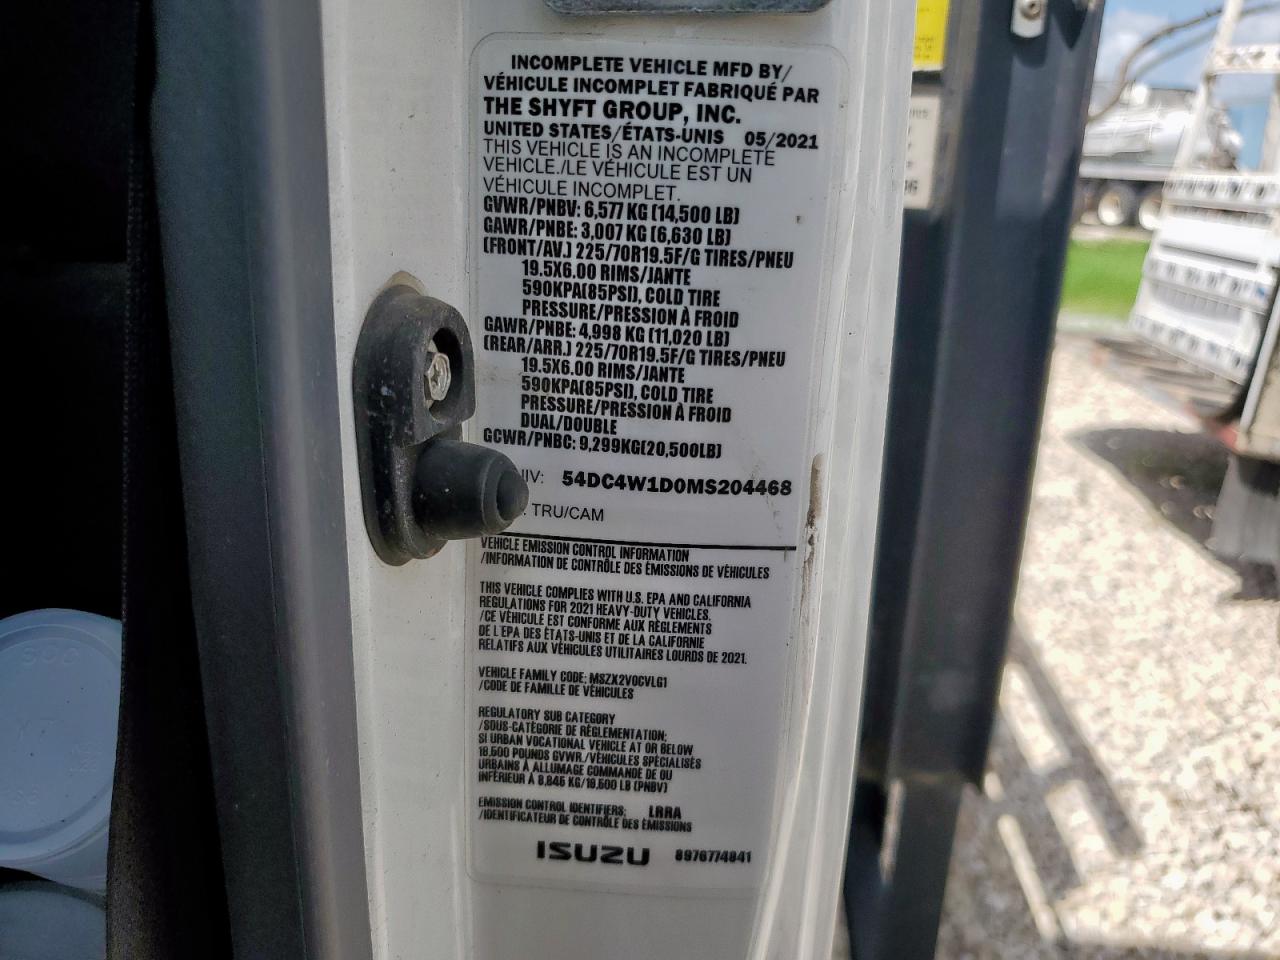 INCOMPLETE VEHICLE MFD BY/
VÉHICULE INCOMPLET FABRIQUÉ PAR
THE SHYFT GROUP, INC.
UNITED STATES/ÉTATS-UNIS 05/2021
THIS VEHICLE IS AN INCOMPLETE
VEHICLE./LE VÉHICULE EST UN
VÉHICULE INCOMPLET.
GVWR/PNBV: 6,577 KG (14,500 LB)
GAWR/PNBE: 3,007 KG (6,630 LB)
(FRONT/AV.) 225/70R19.5F/G TIRES/PNEU
19.5X6.00 RIMS/JANTE
590KPA(85PSI), COLD TIRE
PRESSURE/PRESSION À FROID
GAWR/PNBE: 4,998 KG (11,020 LB)
(REAR/ARR.) 225/70R19.5F/G TIRES/PNEU
19.5X6.00 RIMS/JANTE
590KPA(85PSI), COLD TIRE
PRESSURE/PRESSION À FROID
DUAL/DOUBLE
GCWR/PNBC: 9,299KG(20,500LB)
54DC4W1D0MS204468
TRU/CAM
VEHICLE EMISSION CONTROL INFORMATION
/INFORMATION DE CONTRÔLE DES ÉMISSIONS DE VÉHICULES
THIS VEHICLE COMPLIES WITH U.S. EPA AND CALIFORNIA
REGULATIONS FOR 2021 HEAVY-DUTY VEHICLES.
/CE VÉHICULE EST CONFORME AUX RÈGLEMENTS
DE L'EPA DES ÉTATS-UNIS ET DE LA CALIFORNIE
RELATIFS AUX VÉHICULES UTILITAIRES LOURDS DE 2021.
VEHICLE FAMILY CODE: MSZX2VOCVLG1
/CODE DE FAMILLE DE VÉHICULES
REGULATORY SUB CATEGORY
/SOUS-CATÉGORIE DE RÉGLEMENTATION:
SI URBAN VOCATIONAL VEHICLE AT OR BELOW
19,500 POUNDS GVWR/VÉHICULES SPÉCIALISÉS
URBAINS À ALLUMAGE COMMANDÉ DE OU
INFÉRIEUR À 8,845 KG/19,500 LB (PNBV)
EMISSION CONTROL IDENTIFIERS: LRRA
/IDENTIFICATEUR DE CONTRÔLE DES ÉMISSIONS
ISUZU 8976774841